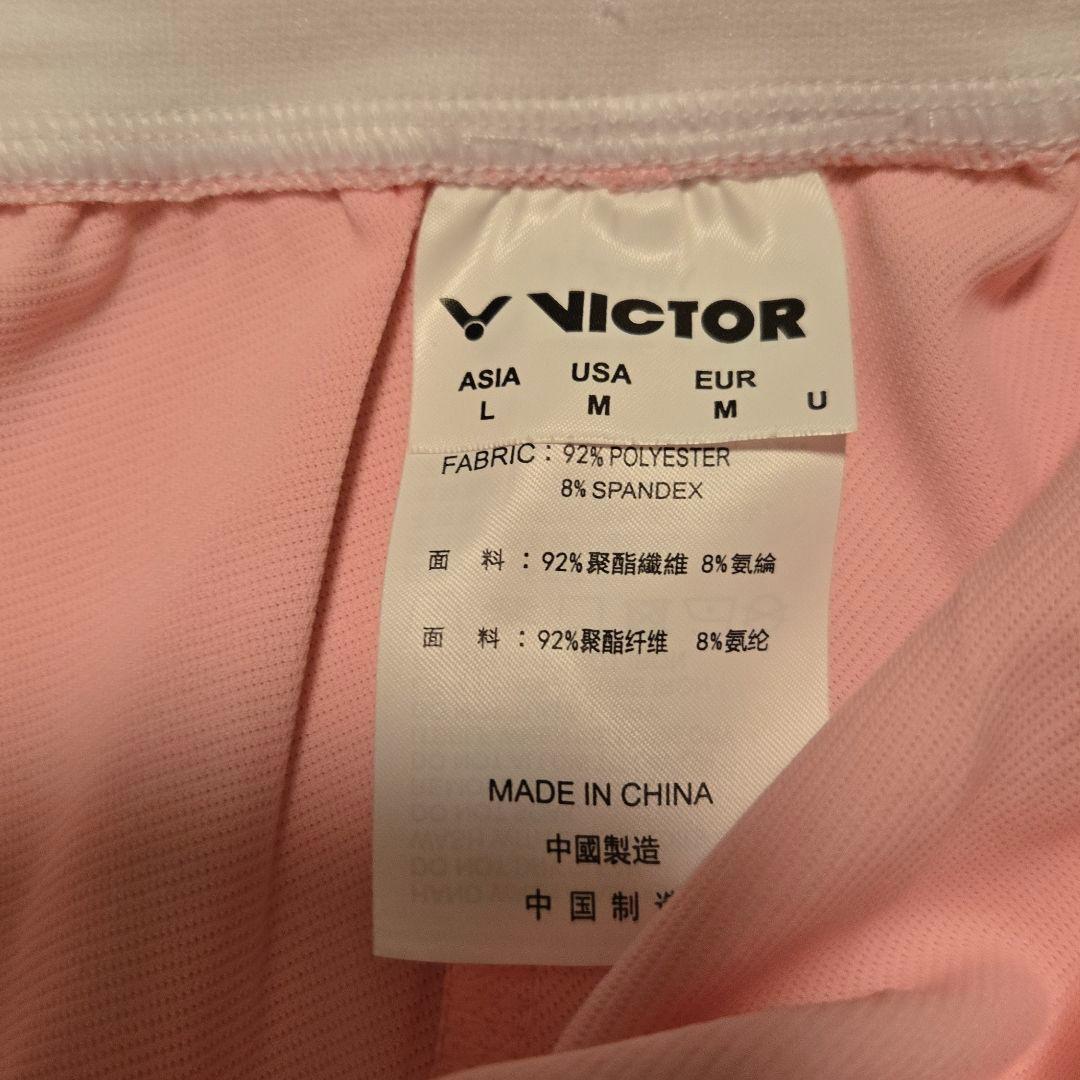 VICTOR
ASIA USA EUR U
L M M
FABRIC : 92% POLYESTER
8% SPANDEX
面 料 : 92%聚酯纖維 8%氨綸
面 料 : 92%聚酯纤维 8%氨纶
MADE IN CHINA
中國製造
中 国 制